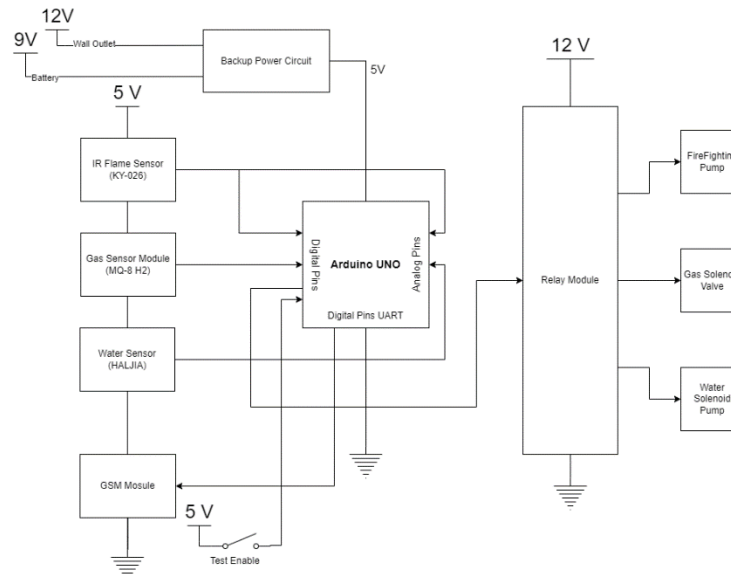 12V
9V
Wall Outlet
Battery
Backup Power Circuit
5V
12 V
5 V
IR Flame Sensor
(KY-026)
Gas Sensor Module
(MQ-8 H2)
Water Sensor
(HALJIA)
GSM Mosule
Digital Pins
Arduino UNO
Analog Pins
Digital Pins UART
5 V
Test Enable
Relay Module
FireFighting
Pump
Gas Solenoid
Valve
Water
Solenoid
Pump